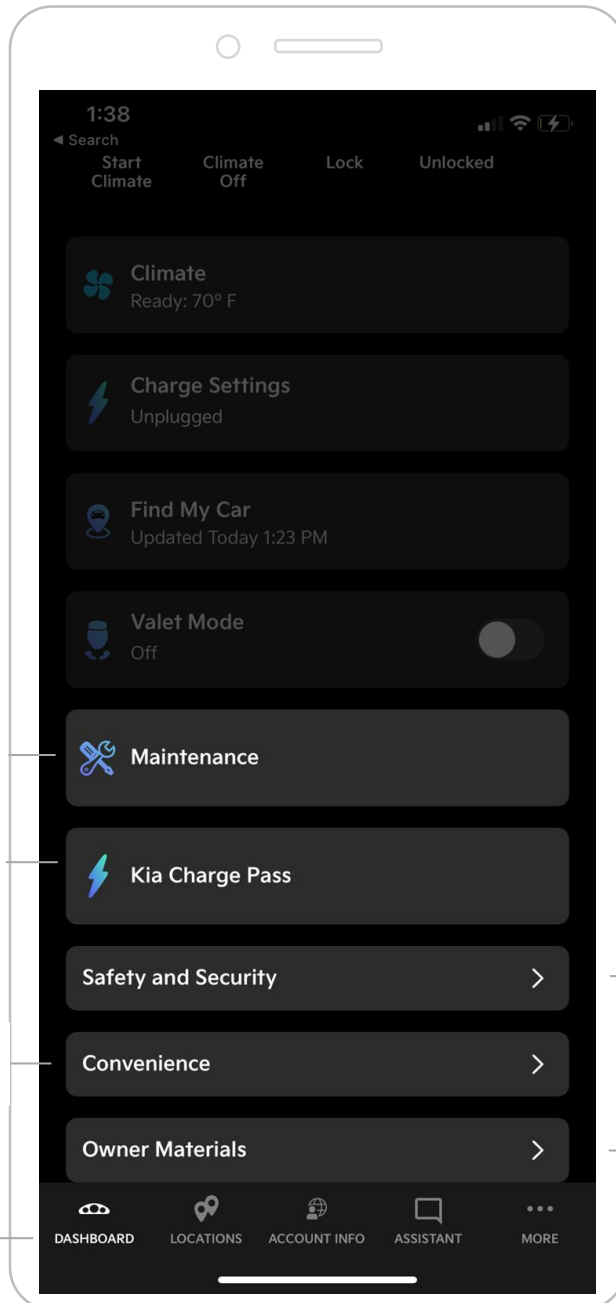 1:38
◀ Search
Start Climate
Climate Off
Lock
Unlocked
Climate
Ready: 70° F
Charge Settings
Unplugged
Find My Car
Updated Today 1:23 PM
Valet Mode
Off
Maintenance
Kia Charge Pass
Safety and Security
Convenience
Owner Materials
DASHBOARD LOCATIONS ACCOUNT INFO ASSISTANT MORE